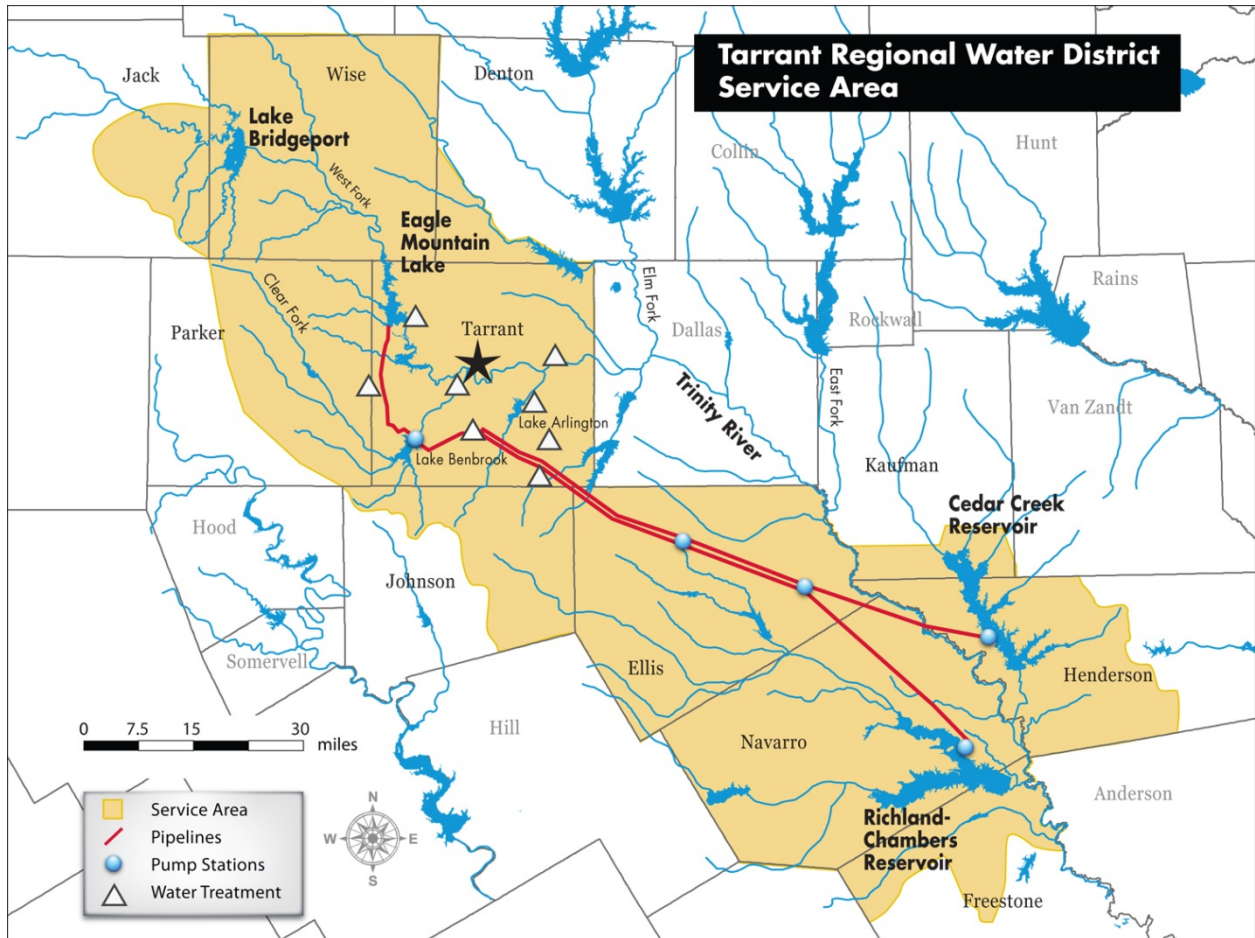 Tarrant Regional Water District
Service Area
Jack
Wise
Denton
Collin
Hunt
Lake
Bridgeport
West Fork
Eagle
Mountain
Lake
Clear Fork
Elm Fork
Rains
Parker
Tarrant
Dallas
Rockwall
East Fork
Trinity River
Van Zandt
Lake Arlington
Lake Benbrook
Kaufman
Cedar Creek
Reservoir
Hood
Johnson
Somervell
Ellis
Henderson
Hill
Navarro
Anderson
Richland-
Chambers
Reservoir
Freestone
0 7.5 15 30 miles
Service Area
Pipelines
Pump Stations
Water Treatment
N
W E
S